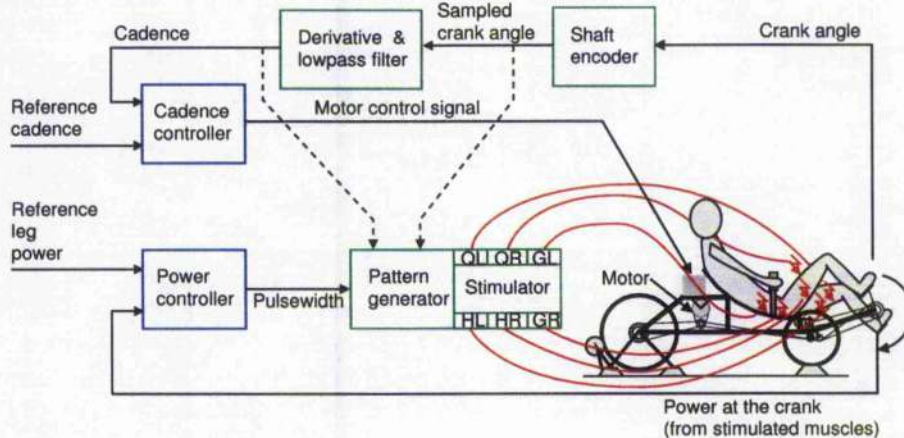 Cadence
Derivative &
lowpass filter
Sampled
crank angle
Shaft
encoder
Crank angle
Reference
cadence
Cadence
controller
Motor control signal
Reference
leg
power
Power
controller
Pulsewidth
Pattern
generator
QL QR GL
Stimulator
HL HR GR
Motor
Power at the crank
(from stimulated muscles)